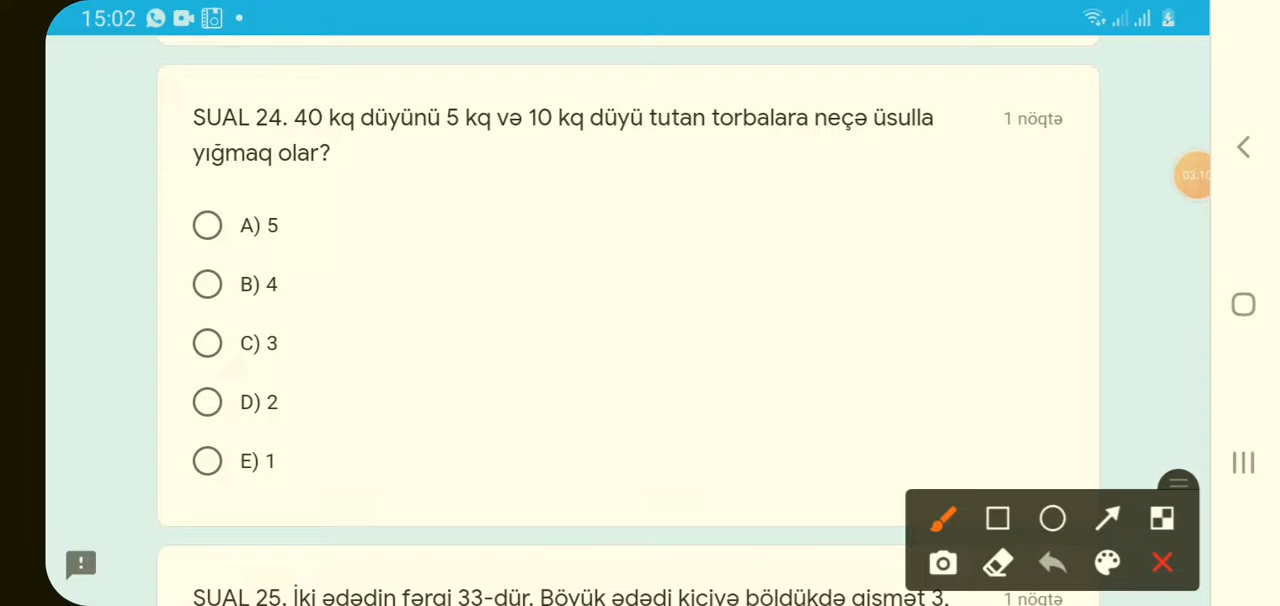 15:02
SUAL 24. 40 kq düyünü 5 kq və 10 kq düyü tutan torbalara neçə üsulla
1 nöqtə
yığmaq olar?
03:10
A) 5
B) 4
C) 3
D) 2
E) 1
SUAL 25. İki ədədin fərqi 33-dür. Böyük ədədi kiçiyə böldükdə qismət 3,
1 nöqtə